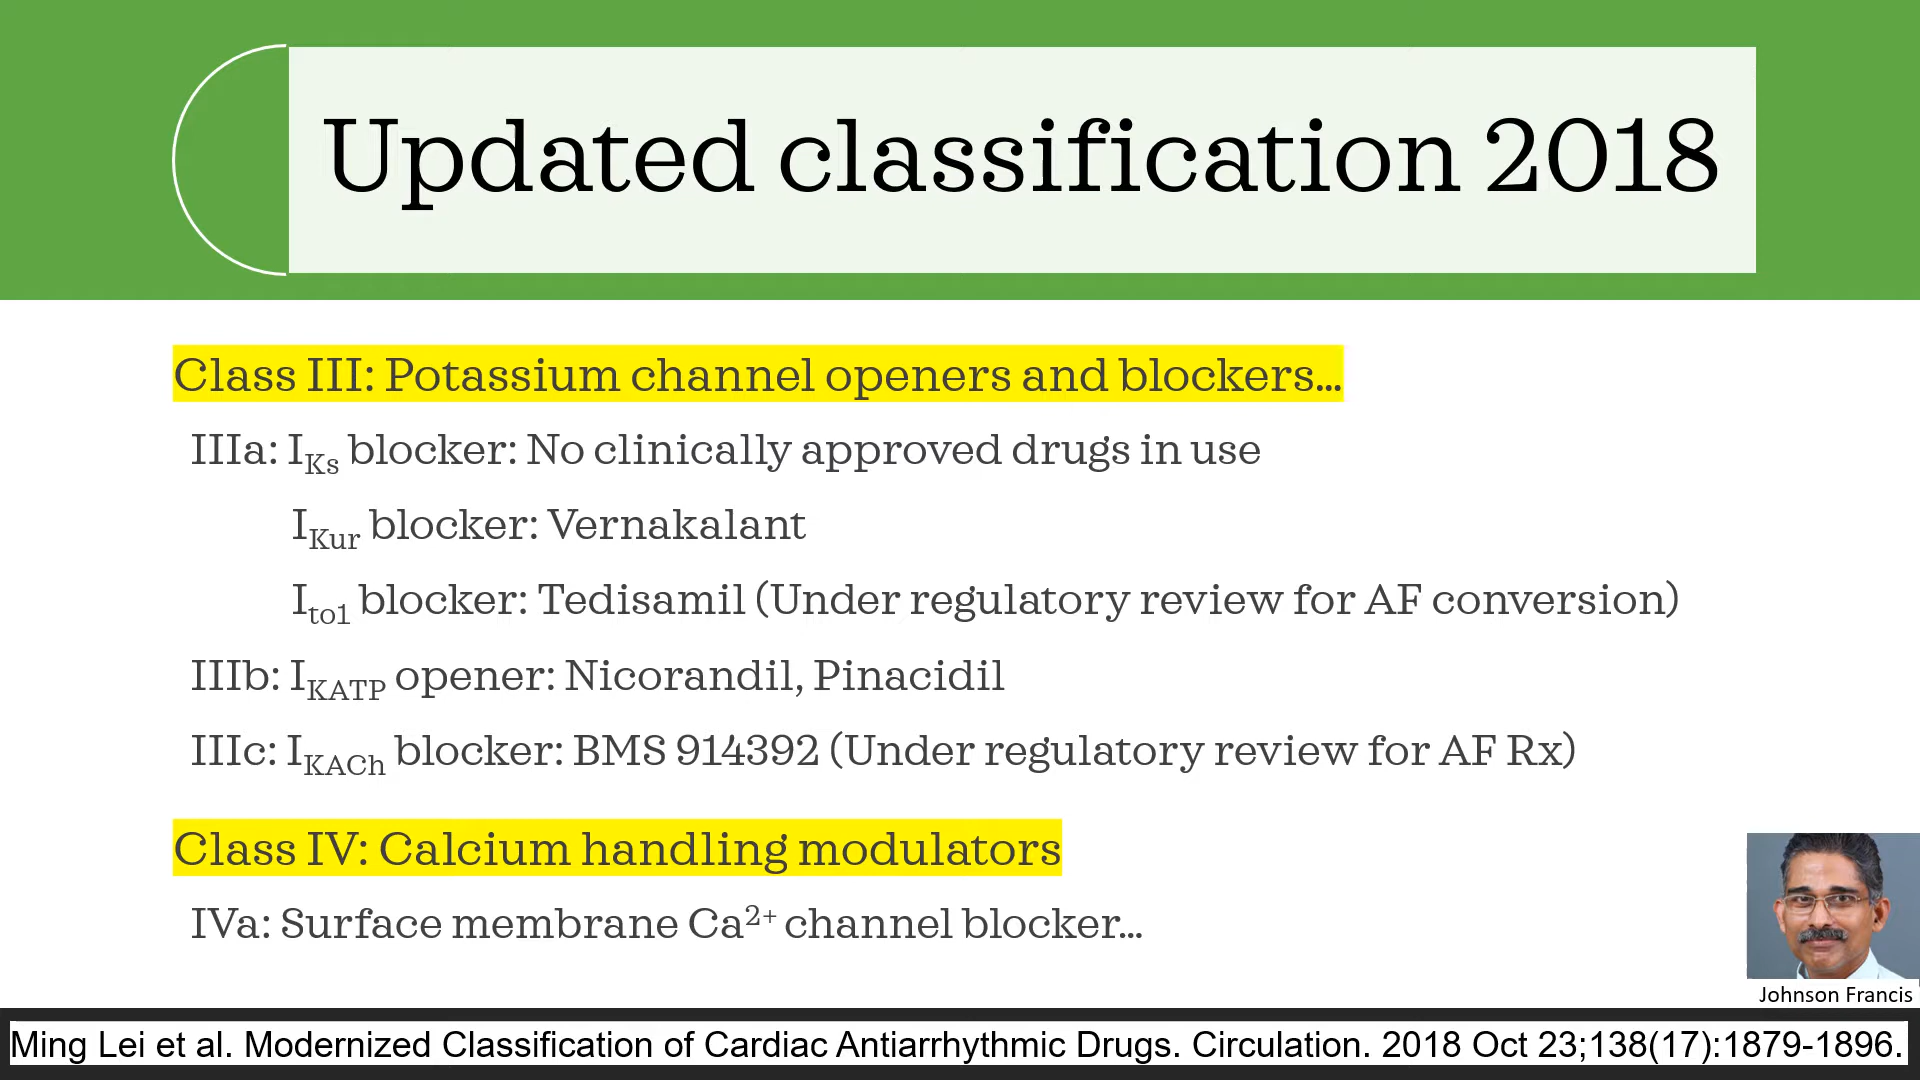 Updated classification 2018
Class III: Potassium channel openers and blockers...
IIIa: IKs blocker: No clinically approved drugs in use
IKur blocker: Vernakalant
Ito1 blocker: Tedisamil (Under regulatory review for AF conversion)
IIIb: IKATP opener: Nicorandil, Pinacidil
IIIc: IKACh blocker: BMS 914392 (Under regulatory review for AF Rx)
Class IV: Calcium handling modulators
IVa: Surface membrane Ca²⁺ channel blocker...
Johnson Francis
Ming Lei et al. Modernized Classification of Cardiac Antiarrhythmic Drugs. Circulation. 2018 Oct 23;138(17):1879-1896.